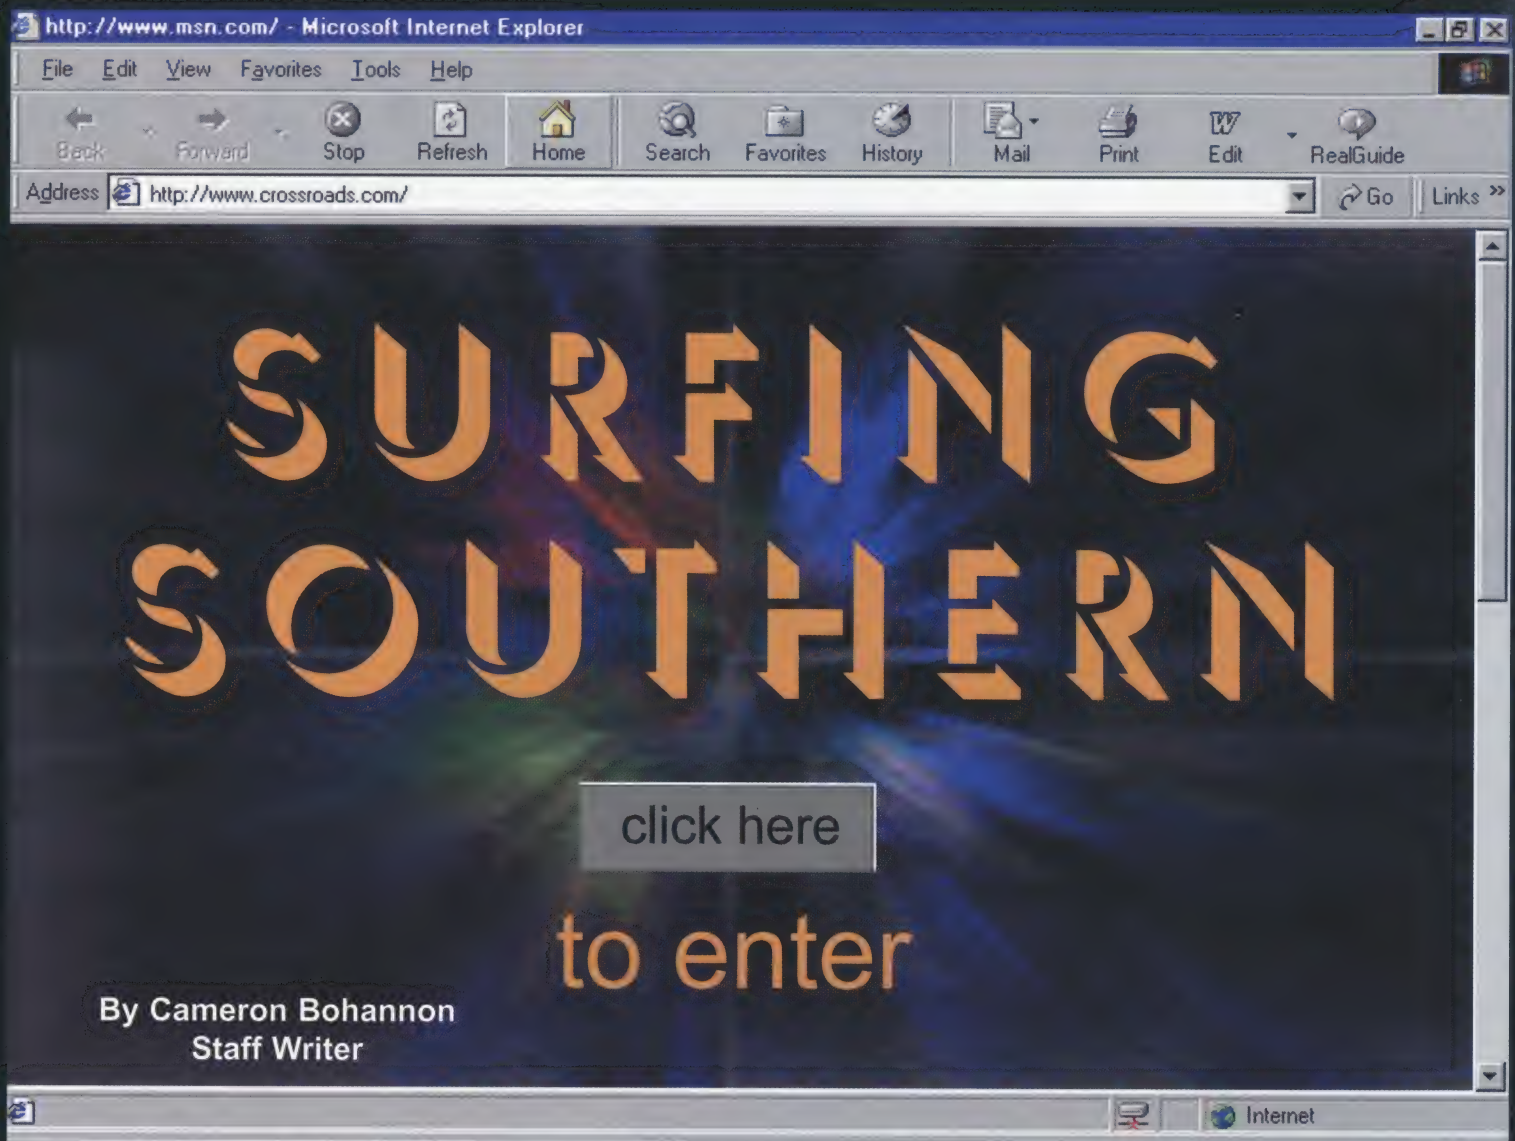 http://www.msn.com/ - Microsoft Internet Explorer
File Edit View Favorites Tools Help
Back Forward Stop Refresh Home Search Favorites History Mail Print Edit RealGuide
Address http://www.crossroads.com/ Go Links »
SURFING
SOUTHERN
click here
to enter
By Cameron Bohannon
Staff Writer
Internet